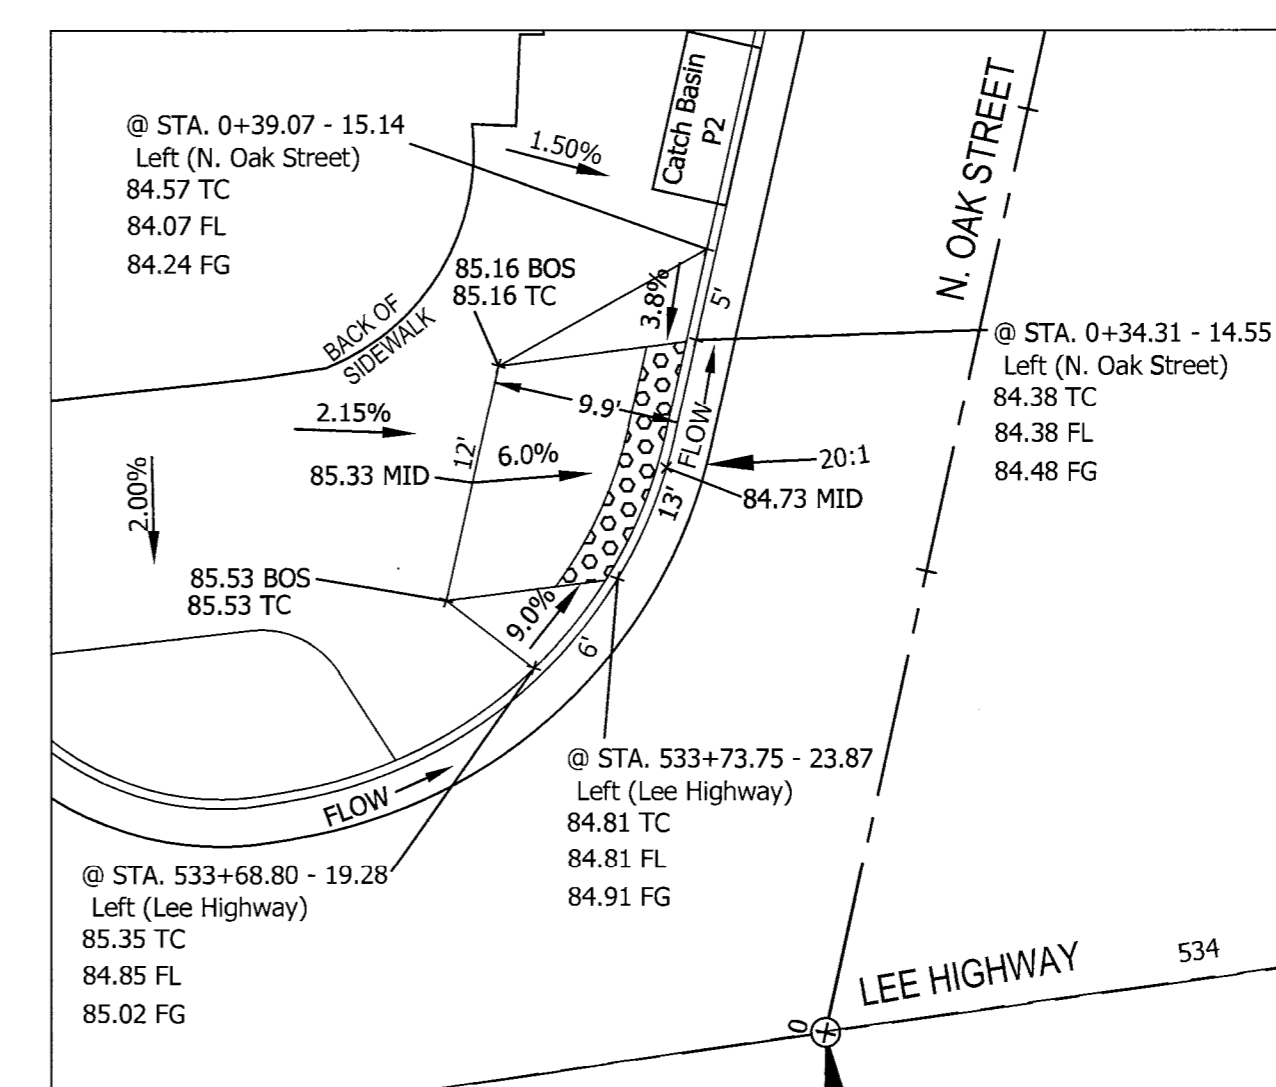 @ STA. 0+39.07 - 15.14
Left (N. Oak Street)
84.57 TC
84.07 FL
84.24 FG
1.50%
Catch Basin
P2
N. OAK STREET
85.16 BOS
85.16 TC
3.8%
5'
BACK OF
SIDEWALK
@ STA. 0+34.31 - 14.55
Left (N. Oak Street)
84.38 TC
84.38 FL
84.48 FG
9.9'
2.15%
FLOW
12'
6.0%
20:1
85.33 MID
84.73 MID
13'
2.00%
85.53 BOS
85.53 TC
9.0%
6'
@ STA. 533+73.75 - 23.87
Left (Lee Highway)
84.81 TC
84.81 FL
84.91 FG
FLOW
@ STA. 533+68.80 - 19.28
Left (Lee Highway)
85.35 TC
84.85 FL
85.02 FG
LEE HIGHWAY
534
0